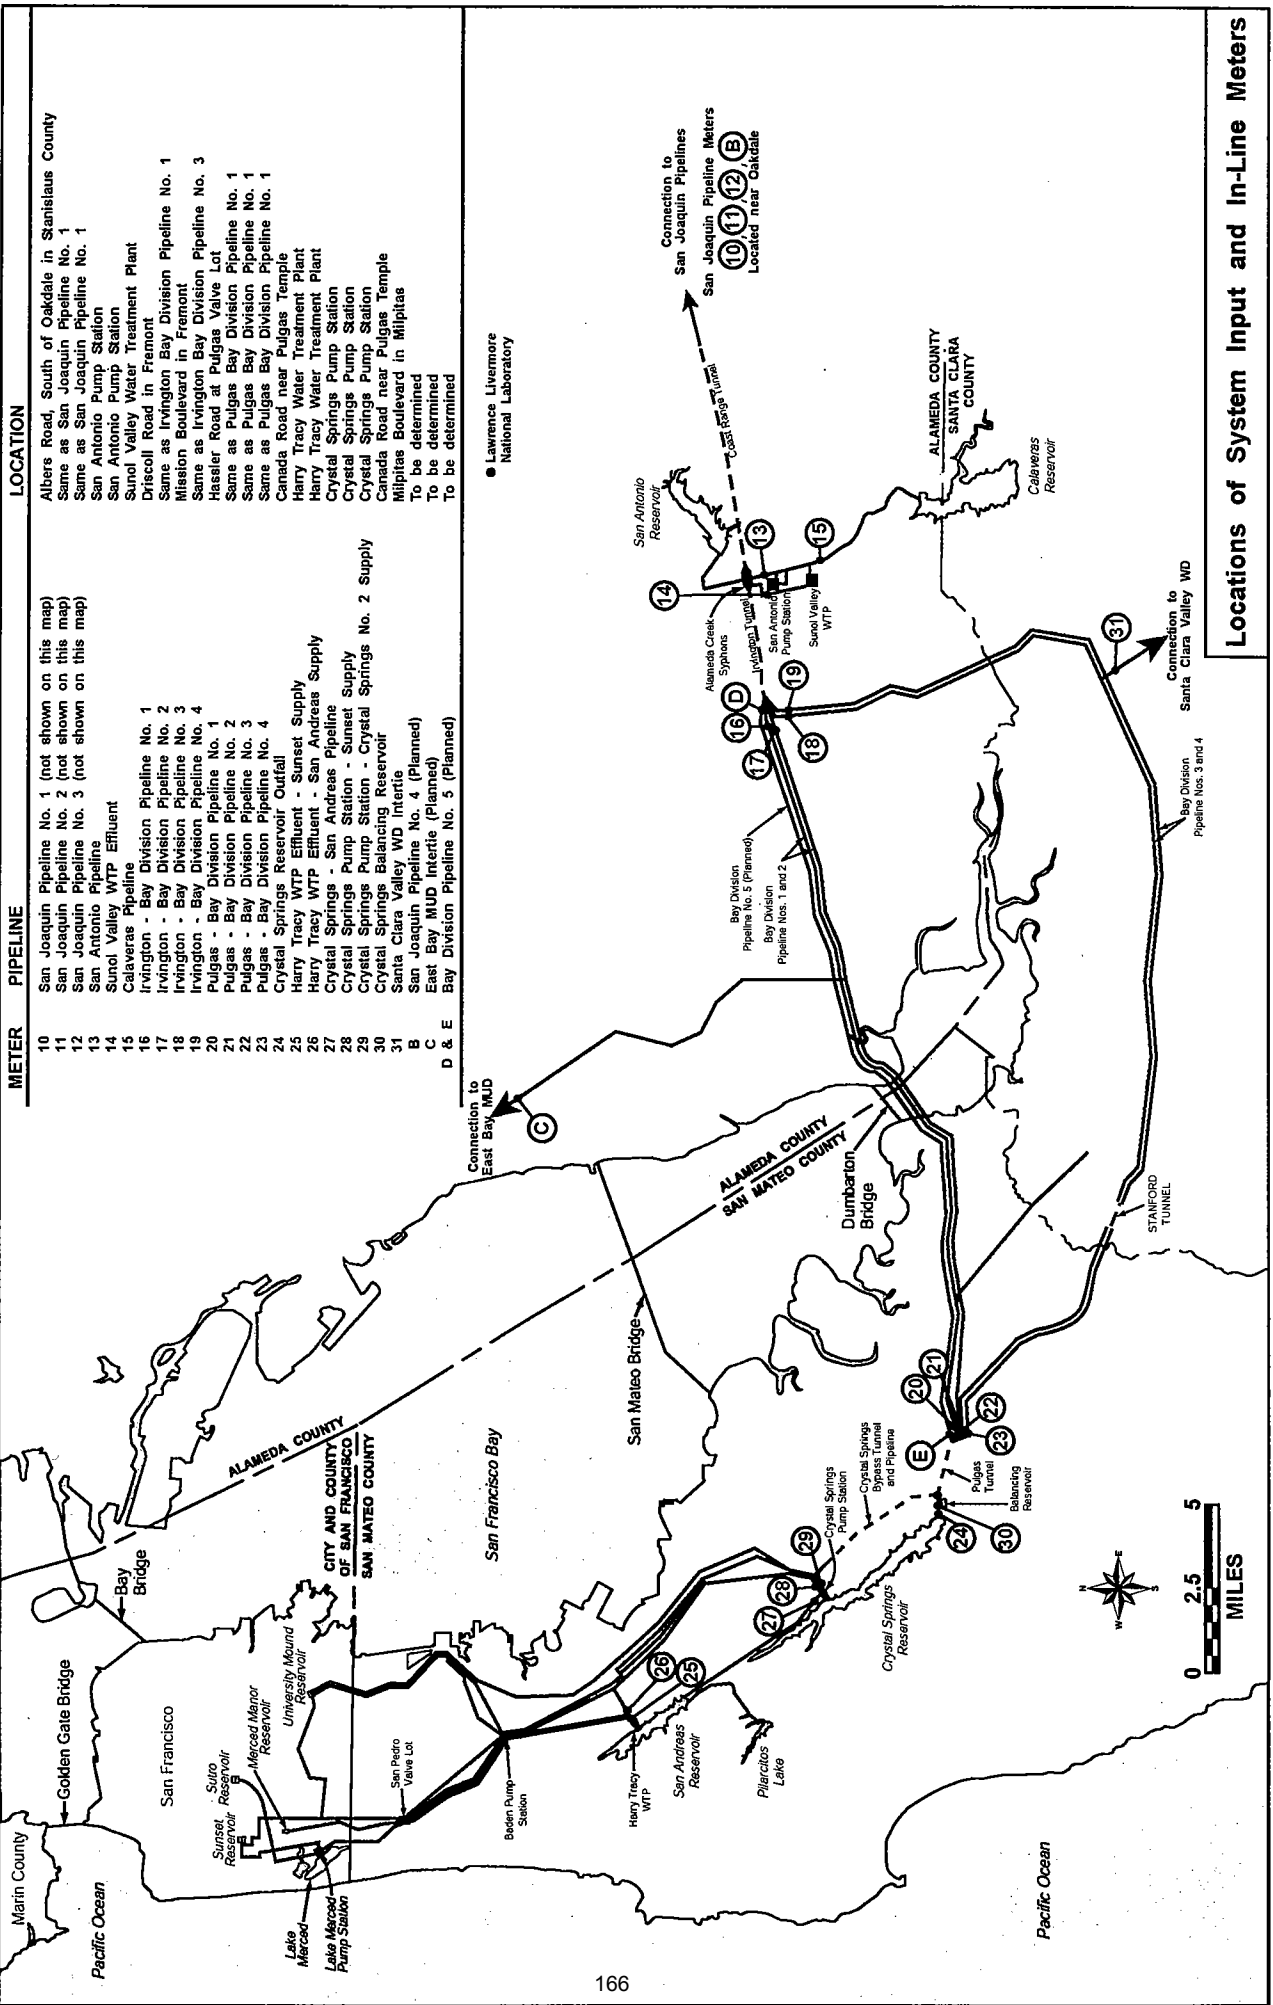 METER PIPELINE LOCATION
10 San Joaquin Pipeline No. 1 (not shown on this map) Albers Road, South of Oakdale in Stanislaus County
11 San Joaquin Pipeline No. 2 (not shown on this map) Same as San Joaquin Pipeline No. 1
12 San Joaquin Pipeline No. 3 (not shown on this map) Same as San Joaquin Pipeline No. 1
13 San Antonio Pipeline San Antonio Pump Station
14 Sunol Valley WTP Effluent San Antonio Pump Station
15 Calaveras Pipeline Sunol Valley Water Treatment Plant
16 Irvington - Bay Division Pipeline No. 1 Driscoll Road in Fremont
17 Irvington - Bay Division Pipeline No. 2 Same as Irvington Bay Division Pipeline No. 1
18 Irvington - Bay Division Pipeline No. 3 Mission Boulevard in Fremont
19 Irvington - Bay Division Pipeline No. 4 Same as Irvington Bay Division Pipeline No. 3
20 Pulgas - Bay Division Pipeline No. 1 Hassler Road at Pulgas Valve Lot
21 Pulgas - Bay Division Pipeline No. 2 Same as Pulgas Bay Division Pipeline No. 1
22 Pulgas - Bay Division Pipeline No. 3 Same as Pulgas Bay Division Pipeline No. 1
23 Pulgas - Bay Division Pipeline No. 4 Same as Pulgas Bay Division Pipeline No. 1
24 Crystal Springs Reservoir Outfall Canada Road near Pulgas Temple
25 Harry Tracy WTP Effluent - Sunset Supply Harry Tracy Water Treatment Plant
26 Harry Tracy WTP Effluent - San Andreas Supply Harry Tracy Water Treatment Plant
27 Crystal Springs - San Andreas Pipeline Crystal Springs Pump Station
28 Crystal Springs Pump Station - Sunset Supply Crystal Springs Pump Station
29 Crystal Springs Pump Station - Crystal Springs No. 2 Supply Crystal Springs Pump Station
30 Crystal Springs Balancing Reservoir Canada Road near Pulgas Temple
31 Santa Clara Valley WD Intertie Milpitas Boulevard in Milpitas
B San Joaquin Pipeline No. 4 (Planned) To be determined
C East Bay MUD Intertie (Planned) To be determined
D & E Bay Division Pipeline No. 5 (Planned) To be determined
Marin County
Pacific Ocean
Golden Gate Bridge
San Francisco
Bay
Bridge
Sunset
Reservoir
Sutro
Reservoir
Merced Manor
Reservoir
University Mound
Reservoir
Lake
Merced
Lake Merced
Pump Station
ALAMEDA COUNTY
CITY AND COUNTY
OF SAN FRANCISCO
SAN MATEO COUNTY
San Pedro
Valve Lot
Baden Pump
Station
San Francisco Bay
Connection to
East Bay MUD
C
Lawrence Livermore
National Laboratory
San Mateo Bridge
ALAMEDA COUNTY
SAN MATEO COUNTY
Harry Tracy
WTP
San Andreas
Reservoir
Pilarcitos
Lake
26
25
27
28
29
Crystal Springs
Pump Station
Crystal Springs
Bypass Tunnel
and Pipeline
Crystal Springs
Reservoir
Dumbarton
Bridge
Bay Division
Pipeline No. 5 (Planned)
Bay Division
Pipeline Nos. 1 and 2
16
D
17
18
19
Alameda Creek
Syphons
Irvington Tunnel
14
13
15
San Antonio
Pump Station
Sunol Valley
WTP
San Antonio
Reservoir
Coast Range Tunnel
Connection to
San Joaquin Pipelines
San Joaquin Pipeline Meters
10, 11, 12, B
Located near Oakdale
ALAMEDA COUNTY
SANTA CLARA
COUNTY
Calaveras
Reservoir
E
20
21
22
23
Pulgas
Tunnel
Balancing
Reservoir
24
30
STANFORD
TUNNEL
Bay Division
Pipeline Nos. 3 and 4
31
Connection to
Santa Clara Valley WD
Pacific Ocean
N
E
S
W
0 2.5 5
MILES
Locations of System Input and In-Line Meters
166